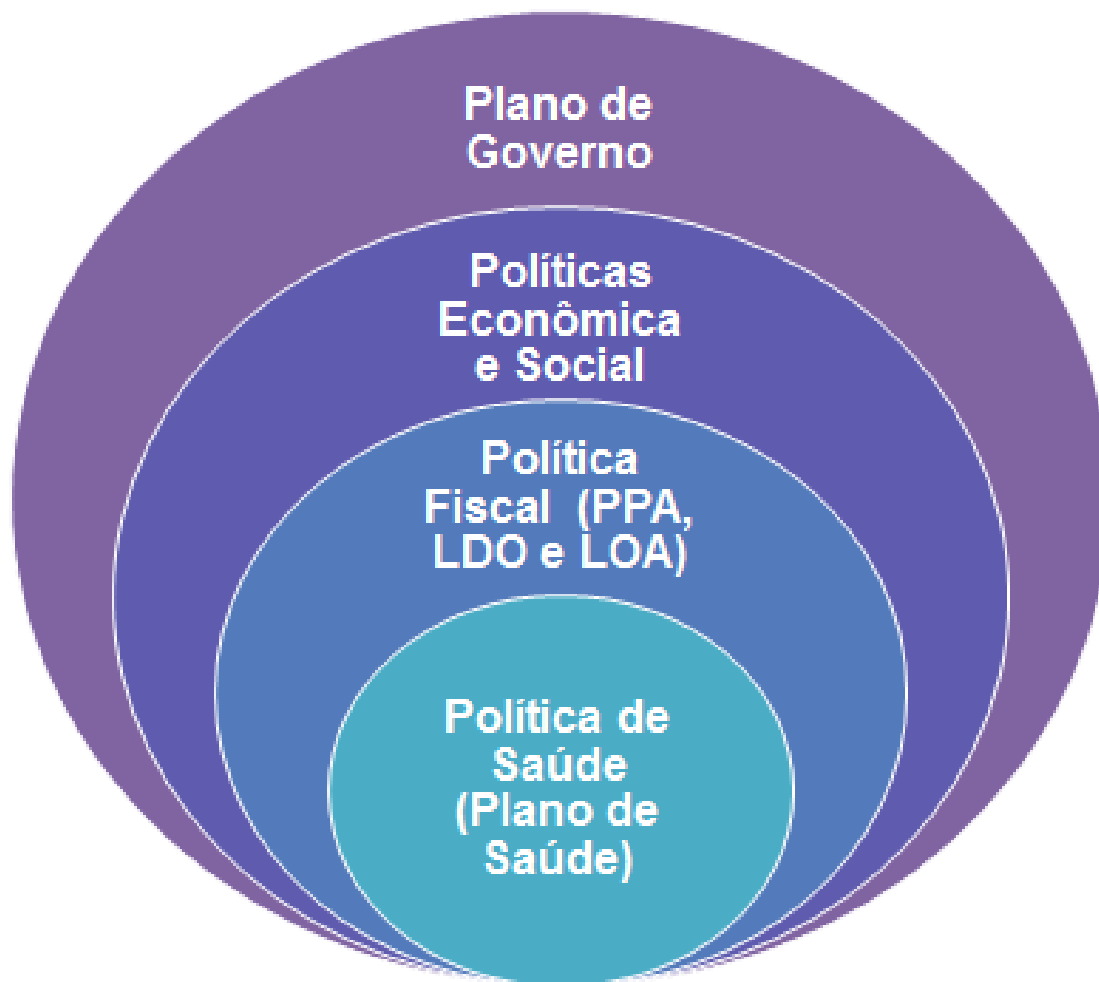 Plano de
Governo
Políticas
Econômica
e Social
Política
Fiscal (PPA,
LDO e LOA)
Política de
Saúde
(Plano de
Saúde)